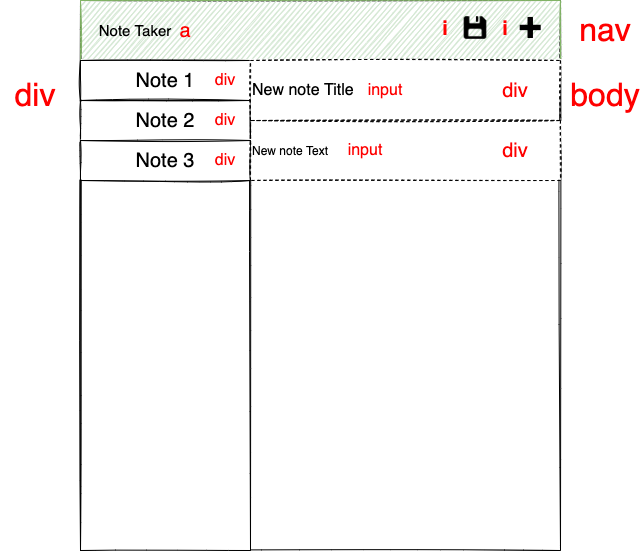 Note Taker a i i nav
div Note 1 div New note Title input div body
Note 2 div
Note 3 div New note Text input div